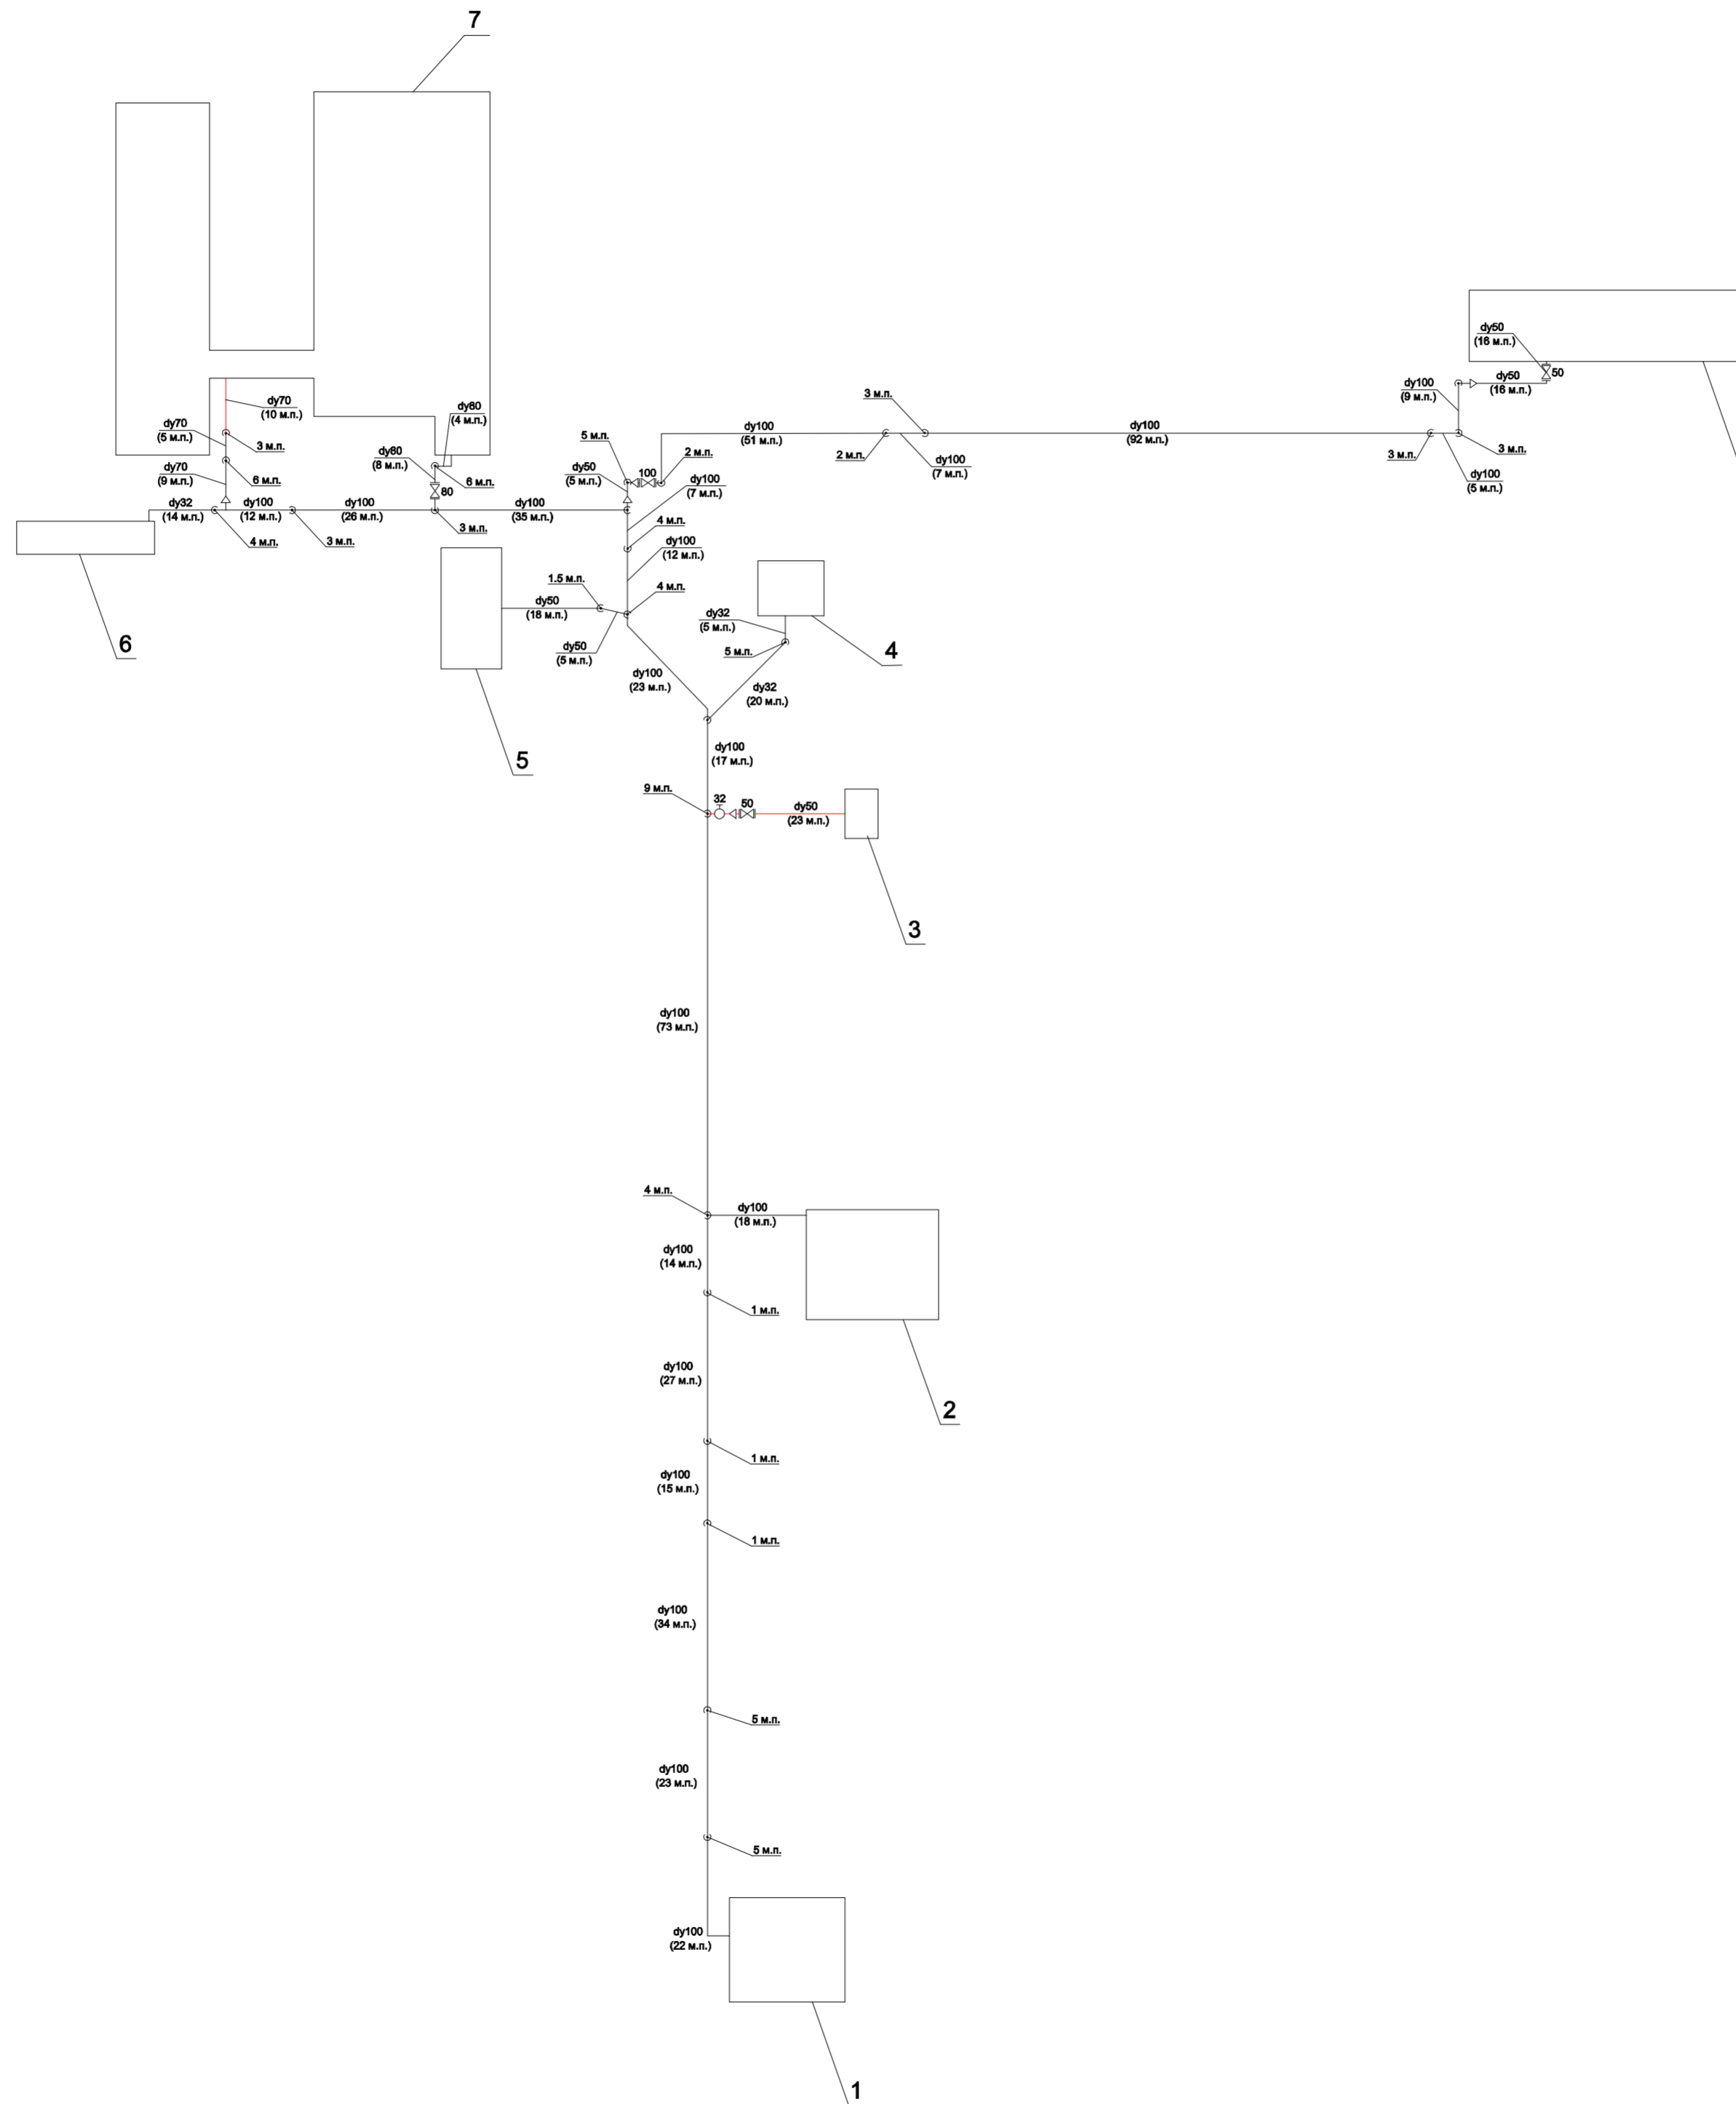 7
dy50
(16 м.п.)
50
dy50
(16 м.п.)
dy100
(9 м.п.)
3 м.п.
dy100
(5 м.п.)
3 м.п.
dy100
(92 м.п.)
3 м.п.
dy100
(7 м.п.)
2 м.п.
dy100
(51 м.п.)
2 м.п.
100
5 м.п.
dy50
(5 м.п.)
dy100
(7 м.п.)
4 м.п.
dy100
(12 м.п.)
4 м.п.
dy70
(10 м.п.)
dy70
(5 м.п.)
3 м.п.
dy70
(9 м.п.)
6 м.п.
dy80
(4 м.п.)
dy80
(8 м.п.)
6 м.п.
80
dy32
(14 м.п.)
dy100
(12 м.п.)
dy100
(26 м.п.)
dy100
(35 м.п.)
4 м.п.
3 м.п.
3 м.п.
6
1.5 м.п.
dy50
(18 м.п.)
dy50
(5 м.п.)
5
dy32
(5 м.п.)
5 м.п.
4
dy100
(23 м.п.)
dy32
(20 м.п.)
dy100
(17 м.п.)
9 м.п.
32
50
dy50
(23 м.п.)
3
dy100
(73 м.п.)
4 м.п.
dy100
(18 м.п.)
dy100
(14 м.п.)
1 м.п.
2
dy100
(27 м.п.)
1 м.п.
dy100
(15 м.п.)
1 м.п.
dy100
(34 м.п.)
5 м.п.
dy100
(23 м.п.)
5 м.п.
dy100
(22 м.п.)
1